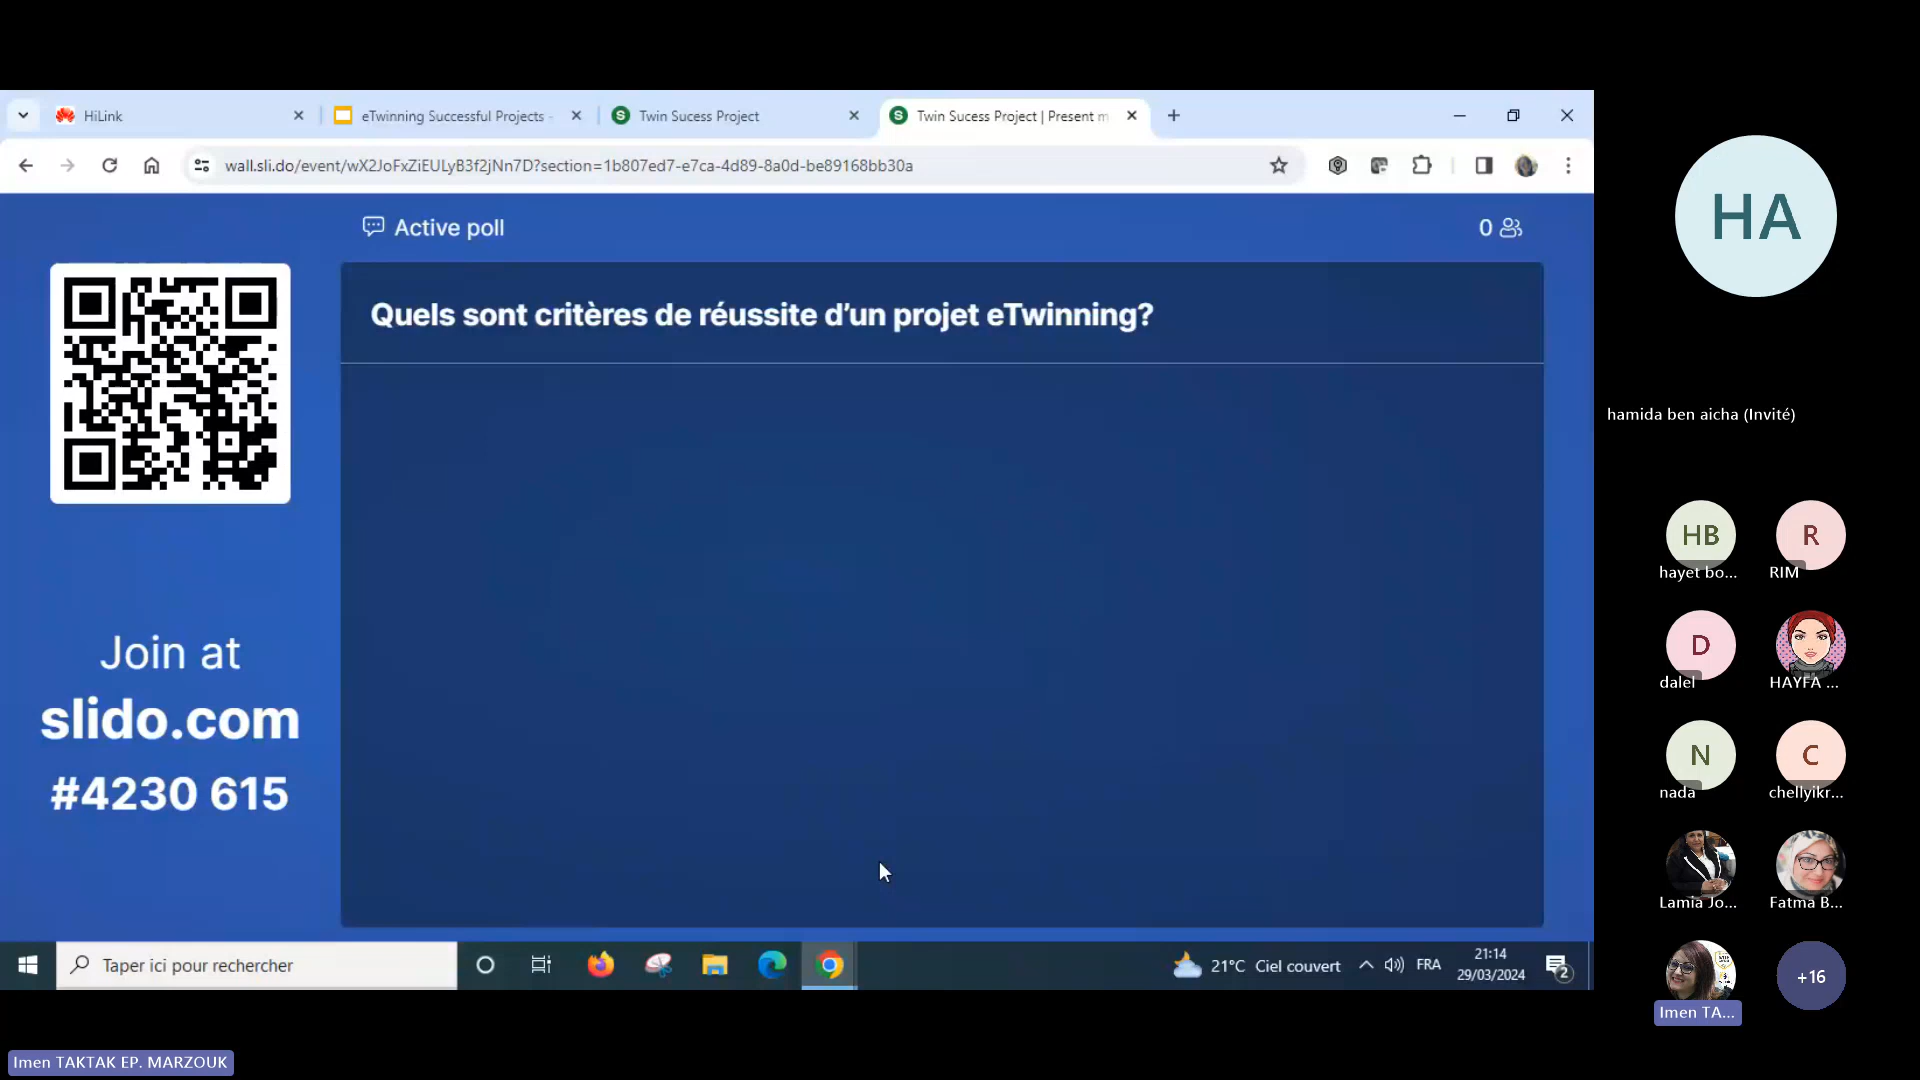 HiLink
eTwinning Successful Projects -
Twin Sucess Project
Twin Sucess Project | Present m
wall.sli.do/event/wX2JoFxZiEULyB3f2jNn7D?section=1b807ed7-e7ca-4d89-8a0d-be89168bb30a
Active poll
0
Quels sont critères de réussite d’un projet eTwinning?
Join at
slido.com
#4230 615
Taper ici pour rechercher
21°C Ciel couvert
FRA
21:14
29/03/2024
2
Imen TAKTAK EP. MARZOUK
HA
hamida ben aicha (Invité)
HB
hayet bo...
R
RIM
D
dalel
HAYFA ...
N
nada
C
chellyikr...
Lamia Jo...
Fatma B...
Imen TA...
+16